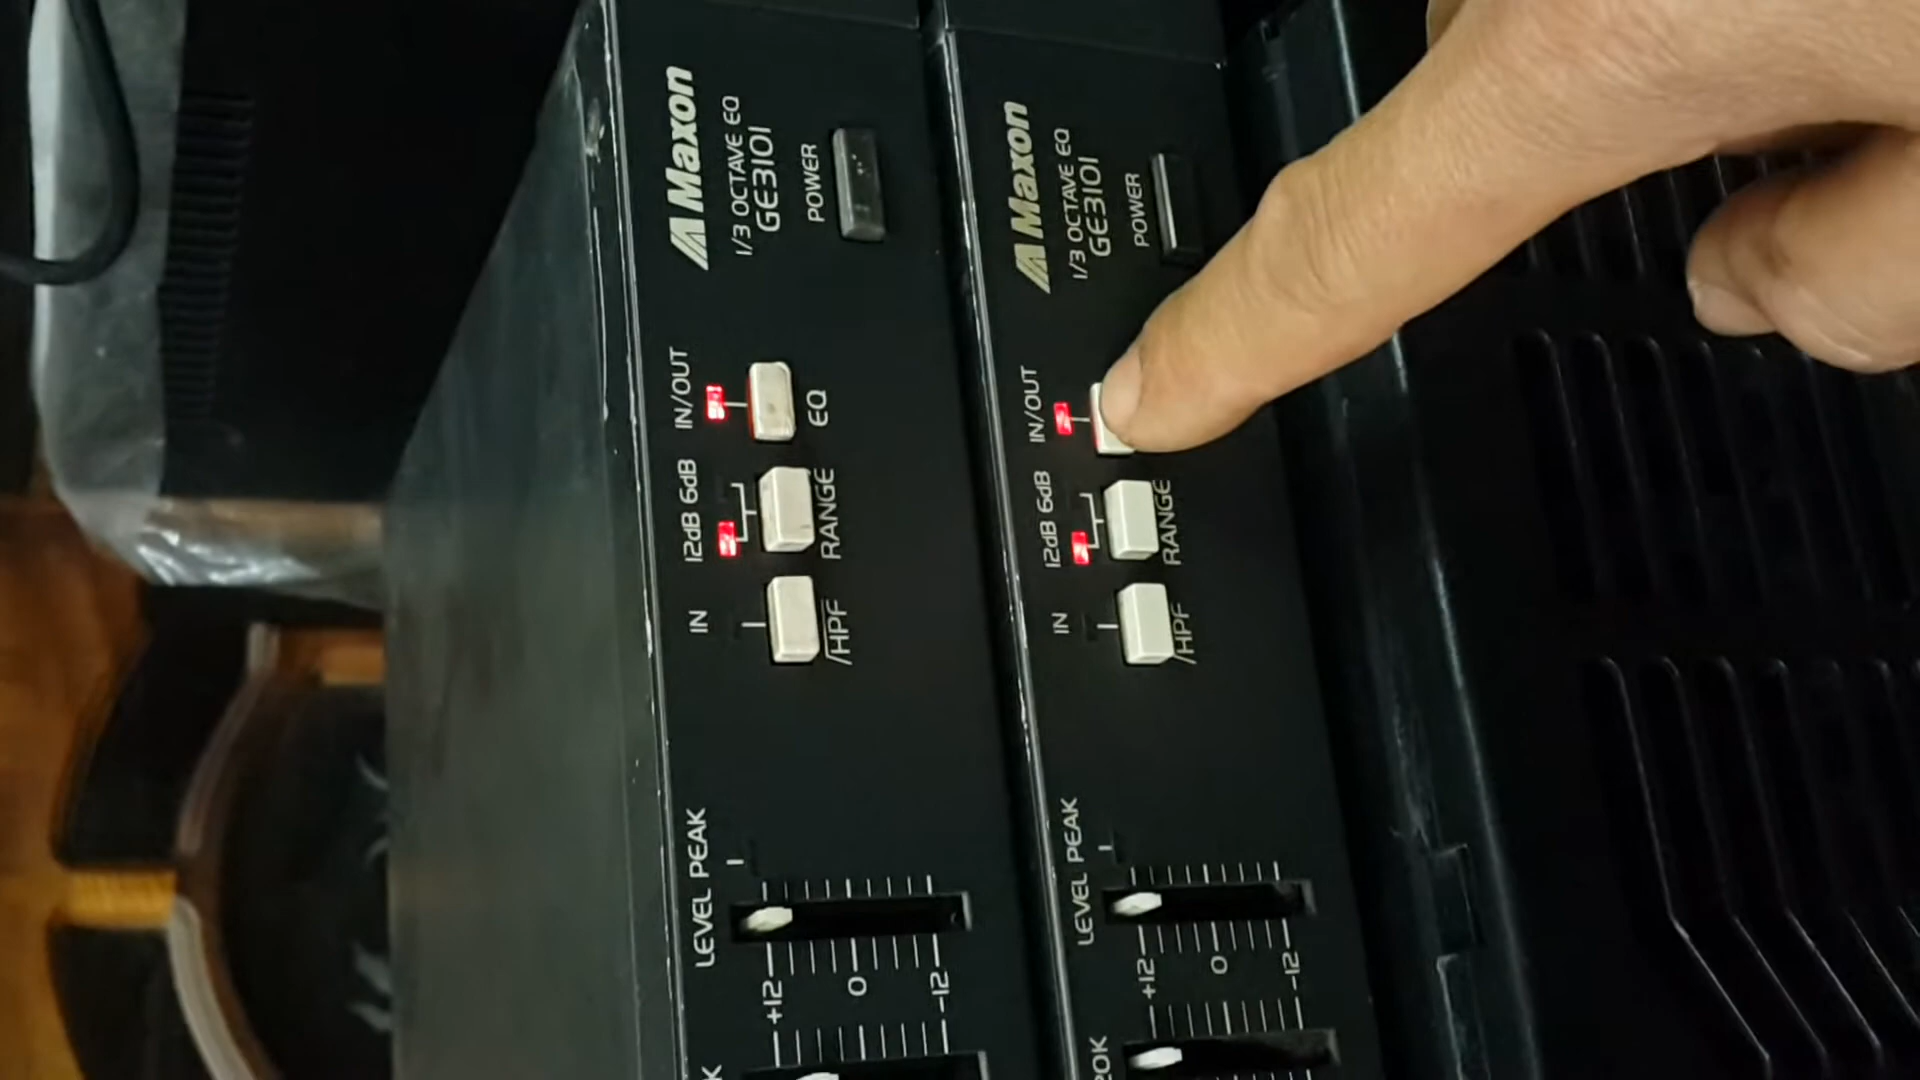 Maxon
1/3 OCTAVE EQ
GE3101
POWER
IN/OUT
EQ
12dB 6dB
RANGE
IN
/HPF
LEVEL PEAK
+12
0
-12
K
Maxon
1/3 OCTAVE EQ
GE3101
POWER
IN/OUT
12dB 6dB
RANGE
IN
/HPF
LEVEL PEAK
+12
0
-12
20K